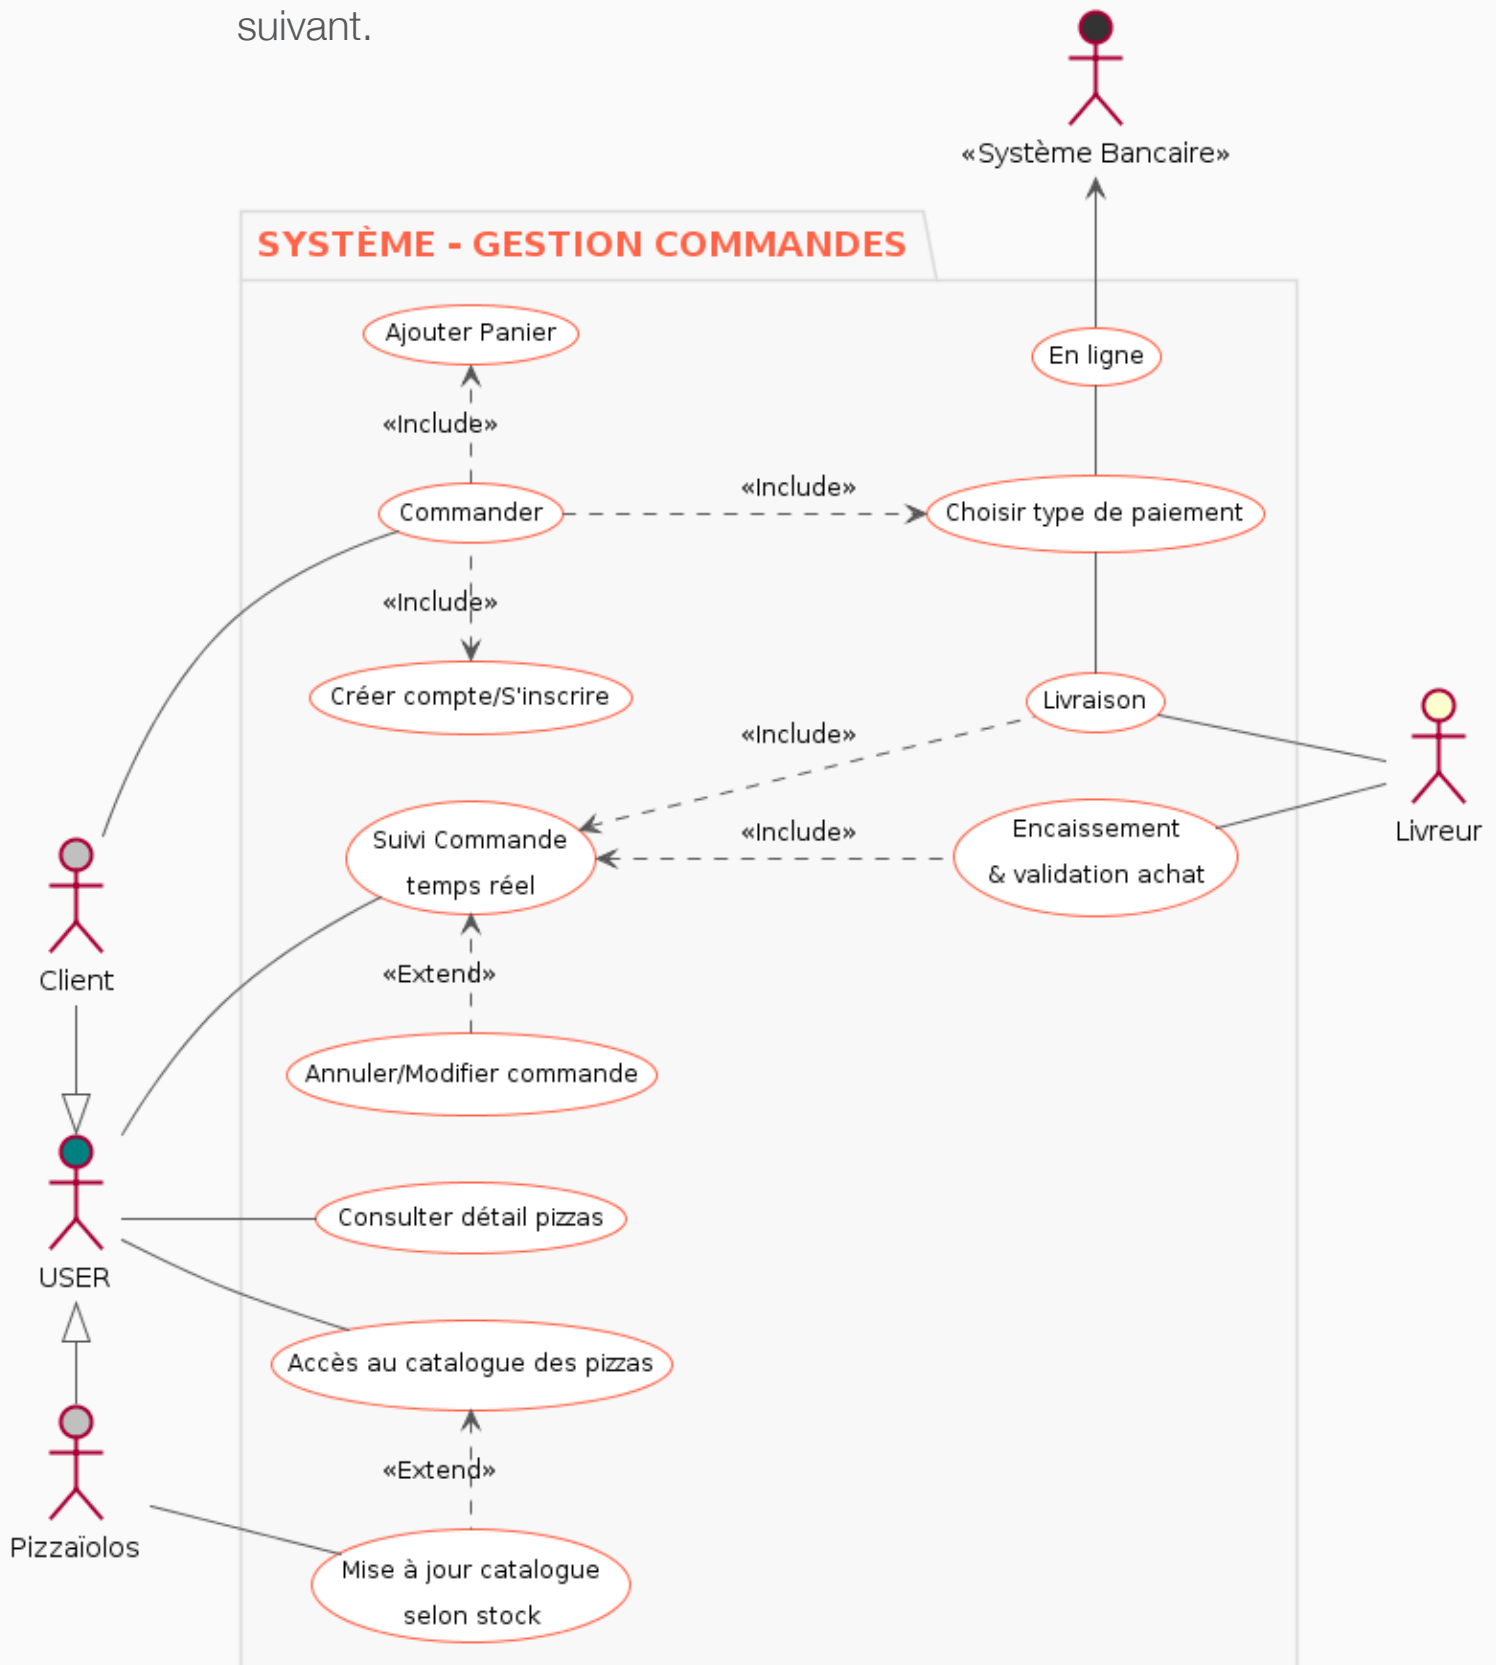 suivant.
«Système Bancaire»
SYSTÈME - GESTION COMMANDES
Ajouter Panier
En ligne
«Include»
«Include»
Commander
Choisir type de paiement
«Include»
Créer compte/S'inscrire
Livraison
«Include»
Livreur
Suivi Commande
temps réel
«Include»
Encaissement
& validation achat
Client
«Extend»
Annuler/Modifier commande
Consulter détail pizzas
USER
Accès au catalogue des pizzas
«Extend»
Pizzaïolos
Mise à jour catalogue
selon stock